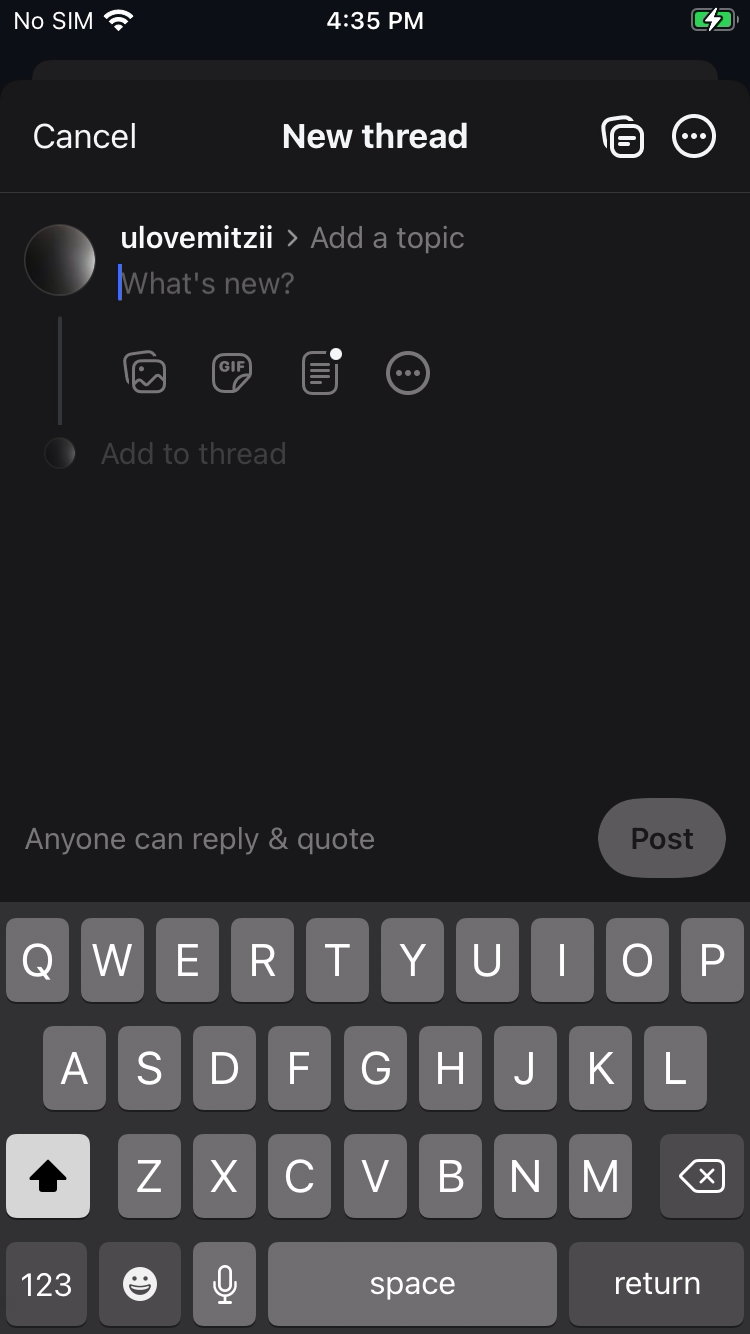 No SIM 4:35 PM
Cancel New thread
ulovemitzii > Add a topic
What's new?
GIF
Add to thread
Anyone can reply & quote Post
Q W E R T Y U I O P
A S D F G H J K L
Z X C V B N M
123 space return